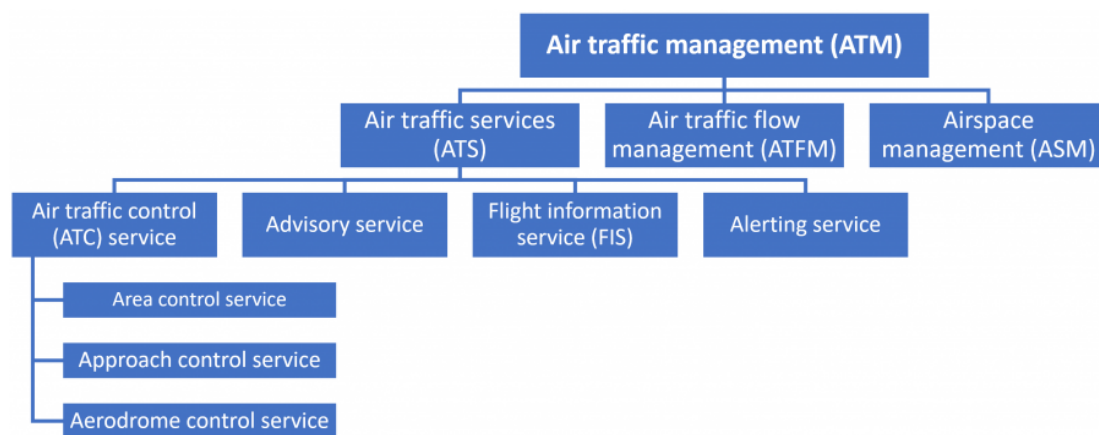 Air traffic management (ATM)
Air traffic services
(ATS)
Air traffic flow
management (ATFM)
Airspace
management (ASM)
Air traffic control
(ATC) service
Advisory service
Flight information
service (FIS)
Alerting service
Area control service
Approach control service
Aerodrome control service